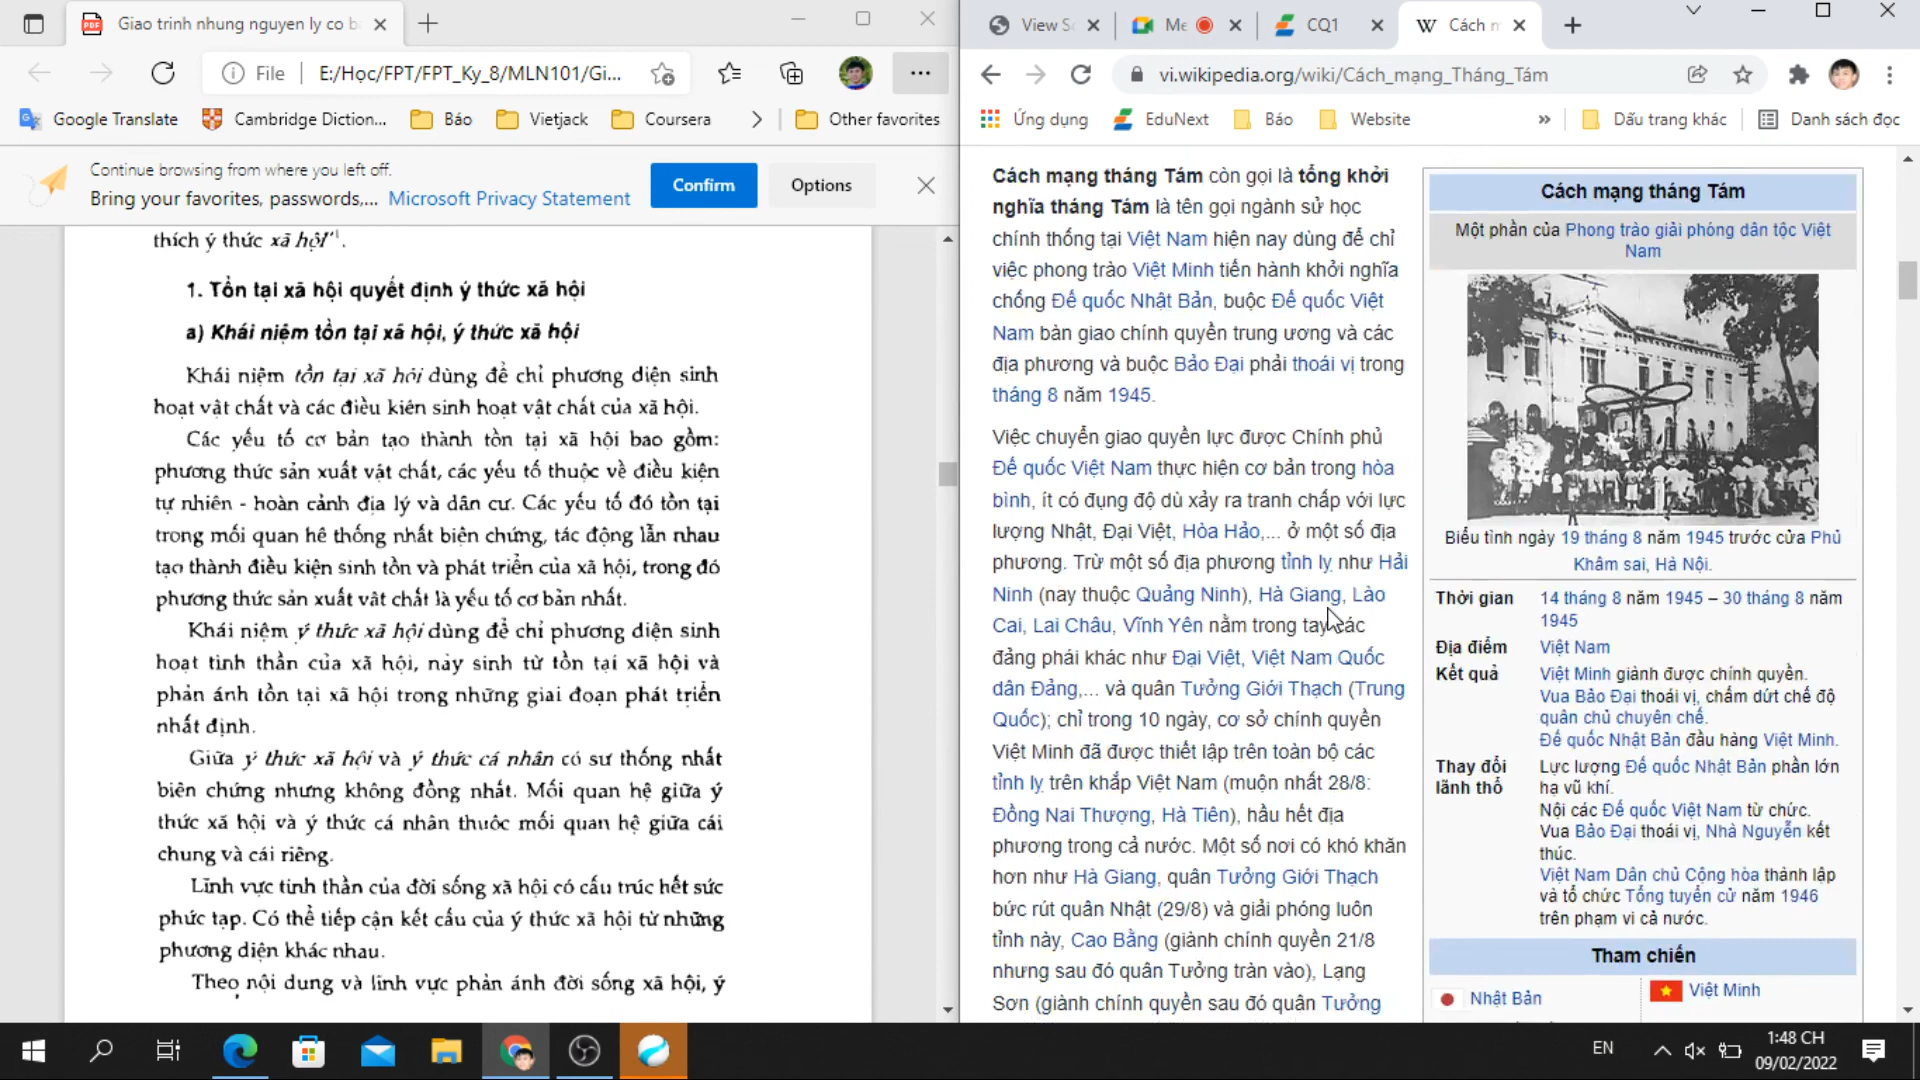 Giao trinh nhung nguyen ly co b
File
E:/Học/FPT/FPT_Ky_8/MLN101/Gi...
Google Translate
Cambridge Diction...
Báo
Vietjack
Coursera
Other favorites
Continue browsing from where you left off.
Bring your favorites, passwords,... Microsoft Privacy Statement
Confirm
Options
thích ý thức xã hội"1.
1. Tồn tại xã hội quyết định ý thức xã hội
a) Khái niệm tồn tại xã hội, ý thức xã hội
Khái niệm tồn tại xã hội dùng để chỉ phương diện sinh
hoạt vật chất và các điều kiện sinh hoạt vật chất của xã hội.
Các yếu tố cơ bản tạo thành tồn tại xã hội bao gồm:
phương thức sản xuất vật chất, các yếu tố thuộc về điều kiện
tự nhiên - hoàn cảnh địa lý và dân cư. Các yếu tố đó tồn tại
trong mối quan hệ thống nhất biện chứng, tác động lẫn nhau
tạo thành điều kiện sinh tồn và phát triển của xã hội, trong đó
phương thức sản xuất vật chất là yếu tố cơ bản nhất.
Khái niệm ý thức xã hội dùng để chỉ phương diện sinh
hoạt tinh thần của xã hội, nảy sinh từ tồn tại xã hội và
phản ánh tồn tại xã hội trong những giai đoạn phát triển
nhất định.
Giữa ý thức xã hội và ý thức cá nhân có sự thống nhất
biện chứng nhưng không đồng nhất. Mối quan hệ giữa ý
thức xã hội và ý thức cá nhân thuộc mối quan hệ giữa cái
chung và cái riêng.
Lĩnh vực tinh thần của đời sống xã hội có cấu trúc hết sức
phức tạp. Có thể tiếp cận kết cấu của ý thức xã hội từ những
phương diện khác nhau.
Theo nội dung và lĩnh vực phản ánh đời sống xã hội, ý
View S
Me
CQ1
Cách m
vi.wikipedia.org/wiki/Cách_mạng_Tháng_Tám
Ứng dụng
EduNext
Báo
Website
Dấu trang khác
Danh sách đọc
Cách mạng tháng Tám còn gọi là tổng khởi
nghĩa tháng Tám là tên gọi ngành sử học
chính thống tại Việt Nam hiện nay dùng để chỉ
việc phong trào Việt Minh tiến hành khởi nghĩa
chống Đế quốc Nhật Bản, buộc Đế quốc Việt
Nam bàn giao chính quyền trung ương và các
địa phương và buộc Bảo Đại phải thoái vị trong
tháng 8 năm 1945.
Việc chuyển giao quyền lực được Chính phủ
Đế quốc Việt Nam thực hiện cơ bản trong hòa
bình, ít có đụng độ dù xảy ra tranh chấp với lực
lượng Nhật, Đại Việt, Hòa Hảo,... ở một số địa
phương. Trừ một số địa phương tỉnh lỵ như Hải
Ninh (nay thuộc Quảng Ninh), Hà Giang, Lào
Cai, Lai Châu, Vĩnh Yên nằm trong tay các
đảng phái khác như Đại Việt, Việt Nam Quốc
dân Đảng,... và quân Tưởng Giới Thạch (Trung
Quốc); chỉ trong 10 ngày, cơ sở chính quyền
Việt Minh đã được thiết lập trên toàn bộ các
tỉnh lỵ trên khắp Việt Nam (muộn nhất 28/8:
Đồng Nai Thượng, Hà Tiên), hầu hết địa
phương trong cả nước. Một số nơi có khó khăn
hơn như Hà Giang, quân Tưởng Giới Thạch
bức rút quân Nhật (29/8) và giải phóng luôn
tỉnh này, Cao Bằng (giành chính quyền 21/8
nhưng sau đó quân Tưởng tràn vào), Lạng
Sơn (giành chính quyền sau đó quân Tưởng
Cách mạng tháng Tám
Một phần của Phong trào giải phóng dân tộc Việt
Nam
Biểu tình ngày 19 tháng 8 năm 1945 trước cửa Phủ
Khâm sai, Hà Nội.
Thời gian
14 tháng 8 năm 1945 – 30 tháng 8 năm
1945
Địa điểm
Việt Nam
Kết quả
Việt Minh giành được chính quyền.
Vua Bảo Đại thoái vị, chấm dứt chế độ
quân chủ chuyên chế.
Đế quốc Nhật Bản đầu hàng Việt Minh.
Thay đổi
lãnh thổ
Lực lượng Đế quốc Nhật Bản phần lớn
hạ vũ khí.
Nội các Đế quốc Việt Nam từ chức.
Vua Bảo Đại thoái vị, Nhà Nguyễn kết
thúc.
Việt Nam Dân chủ Cộng hòa thành lập
và tổ chức Tổng tuyển cử năm 1946
trên phạm vi cả nước.
Tham chiến
Nhật Bản
Việt Minh
EN
1:48 CH
09/02/2022